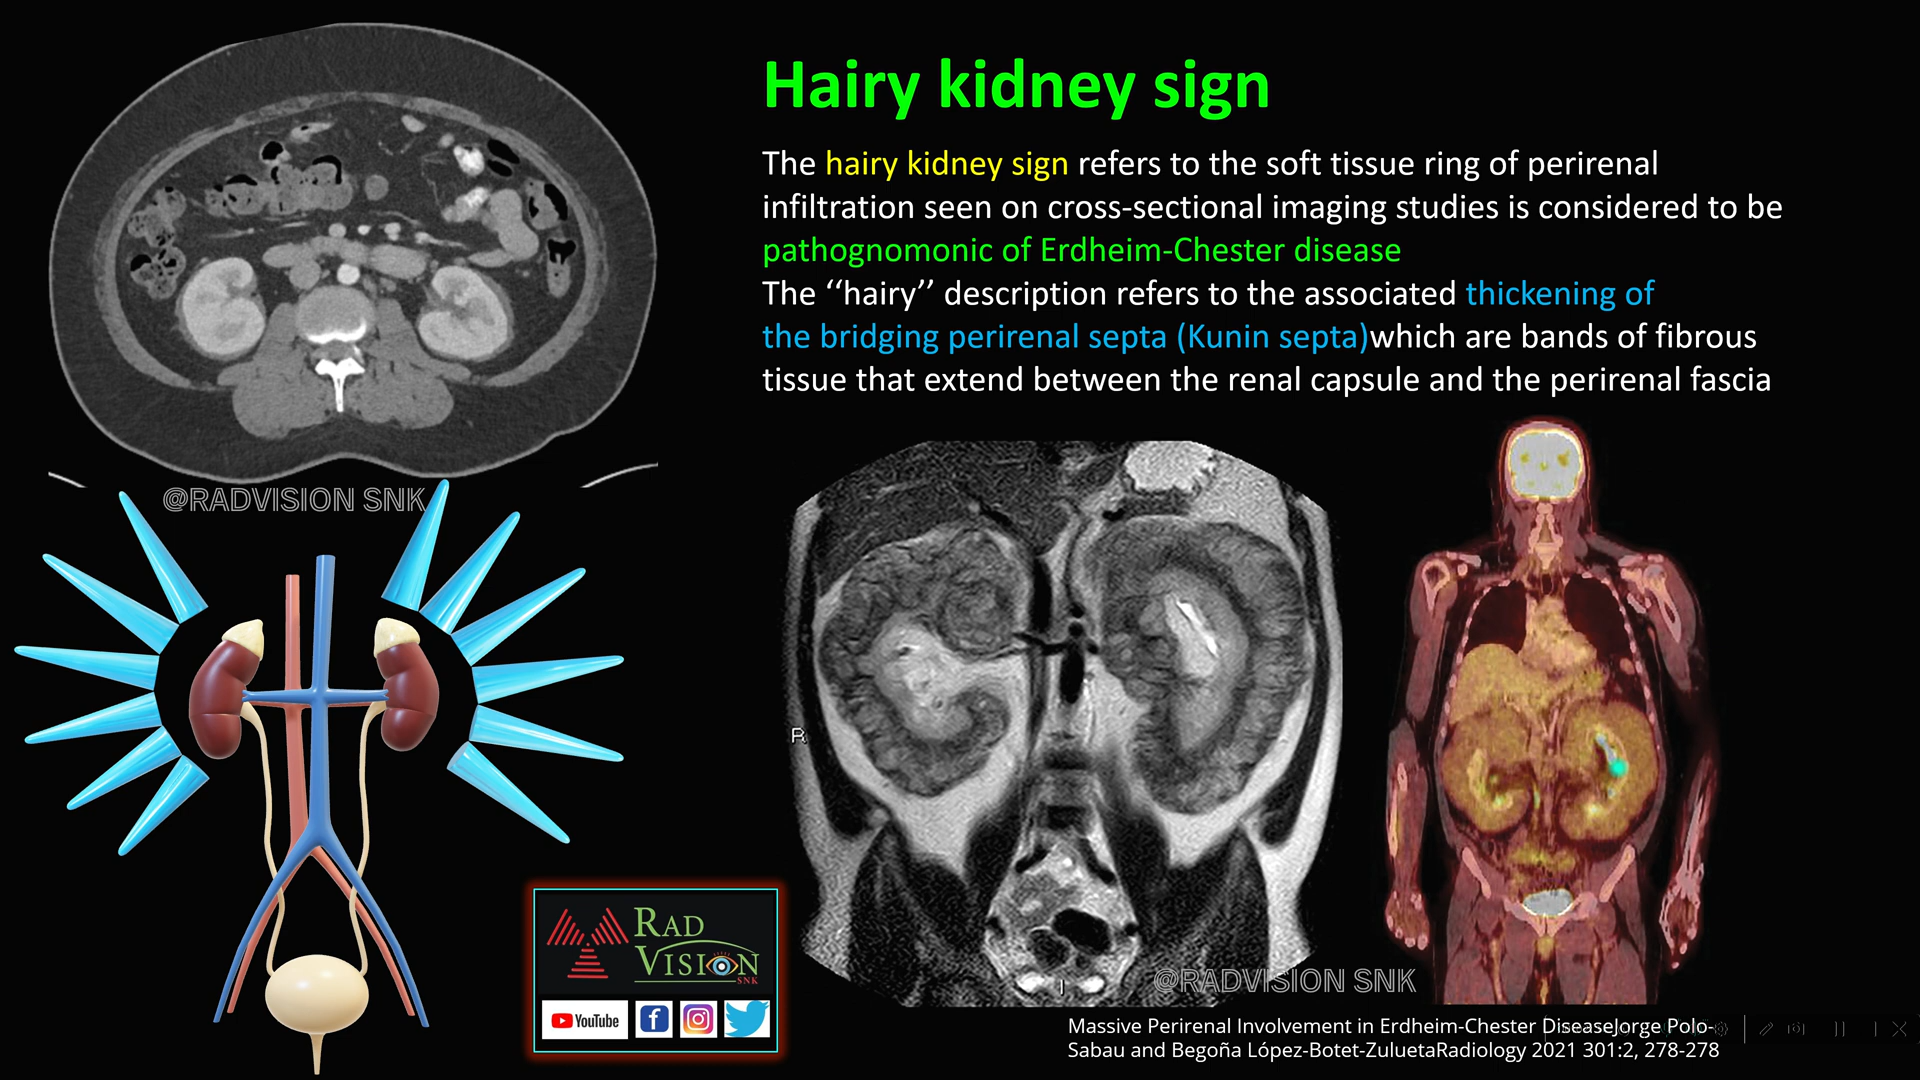 Hairy kidney sign
The hairy kidney sign refers to the soft tissue ring of perirenal
infiltration seen on cross-sectional imaging studies is considered to be
pathognomonic of Erdheim-Chester disease
The ‘‘hairy’’ description refers to the associated thickening of
the bridging perirenal septa (Kunin septa)which are bands of fibrous
tissue that extend between the renal capsule and the perirenal fascia
@RADVISION SNK
R
I
@RADVISION SNK
RAD
VISION
SNK
YouTube
Massive Perirenal Involvement in Erdheim-Chester DiseaseJorge Polo-
Sabau and Begoña López-Botet-ZuluetaRadiology 2021 301:2, 278-278